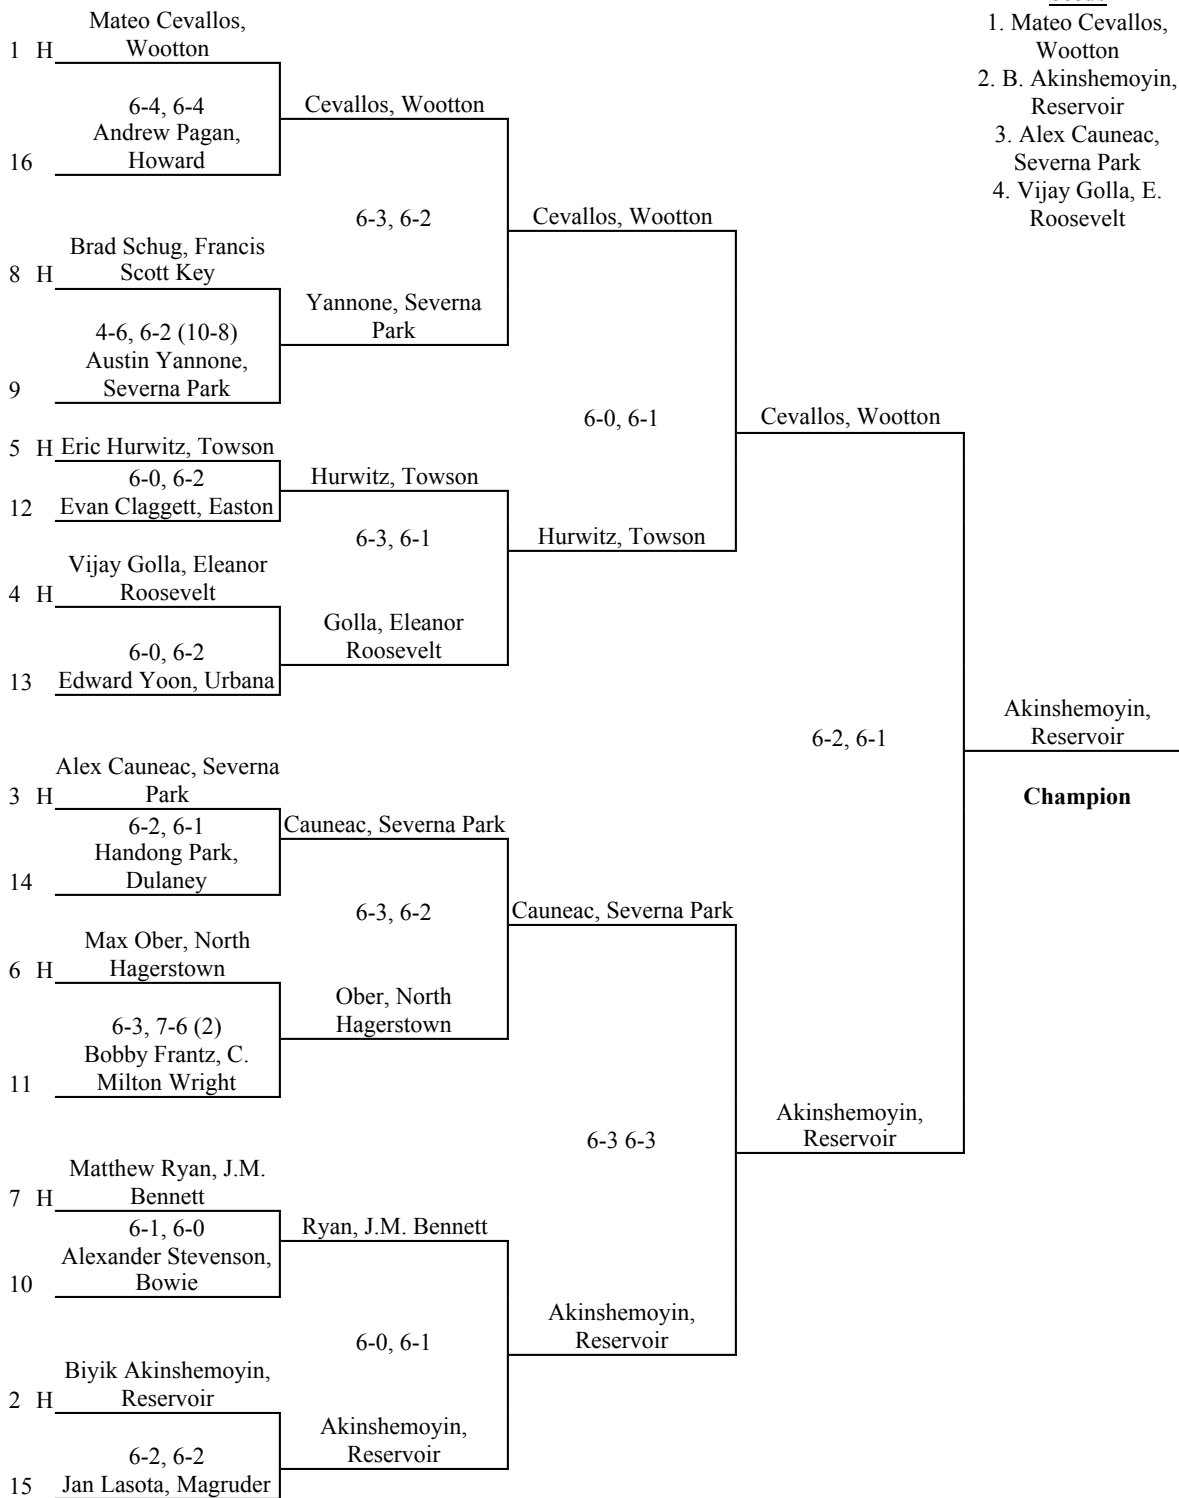 Mateo Cevallos,
1 H Wootton
6-4, 6-4
Andrew Pagan,
16 Howard
Cevallos, Wootton
6-3, 6-2
Brad Schug, Francis
8 H Scott Key
4-6, 6-2 (10-8)
Austin Yannone,
9 Severna Park
Yannone, Severna
Park
Cevallos, Wootton
6-0, 6-1
5 H Eric Hurwitz, Towson
6-0, 6-2
12 Evan Claggett, Easton
Hurwitz, Towson
6-3, 6-1
Vijay Golla, Eleanor
4 H Roosevelt
6-0, 6-2
13 Edward Yoon, Urbana
Golla, Eleanor
Roosevelt
Hurwitz, Towson
Cevallos, Wootton
6-2, 6-1
Alex Cauneac, Severna
3 H Park
6-2, 6-1
Handong Park,
14 Dulaney
Cauneac, Severna Park
6-3, 6-2
Max Ober, North
6 H Hagerstown
6-3, 7-6 (2)
Bobby Frantz, C.
11 Milton Wright
Ober, North
Hagerstown
Cauneac, Severna Park
6-3 6-3
Matthew Ryan, J.M.
7 H Bennett
6-1, 6-0
Alexander Stevenson,
10 Bowie
Ryan, J.M. Bennett
6-0, 6-1
Biyik Akinshemoyin,
2 H Reservoir
6-2, 6-2
15 Jan Lasota, Magruder
Akinshemoyin,
Reservoir
Akinshemoyin,
Reservoir
Akinshemoyin,
Reservoir
Akinshemoyin,
Reservoir
Champion
1. Mateo Cevallos,
Wootton
2. B. Akinshemoyin,
Reservoir
3. Alex Cauneac,
Severna Park
4. Vijay Golla, E.
Roosevelt